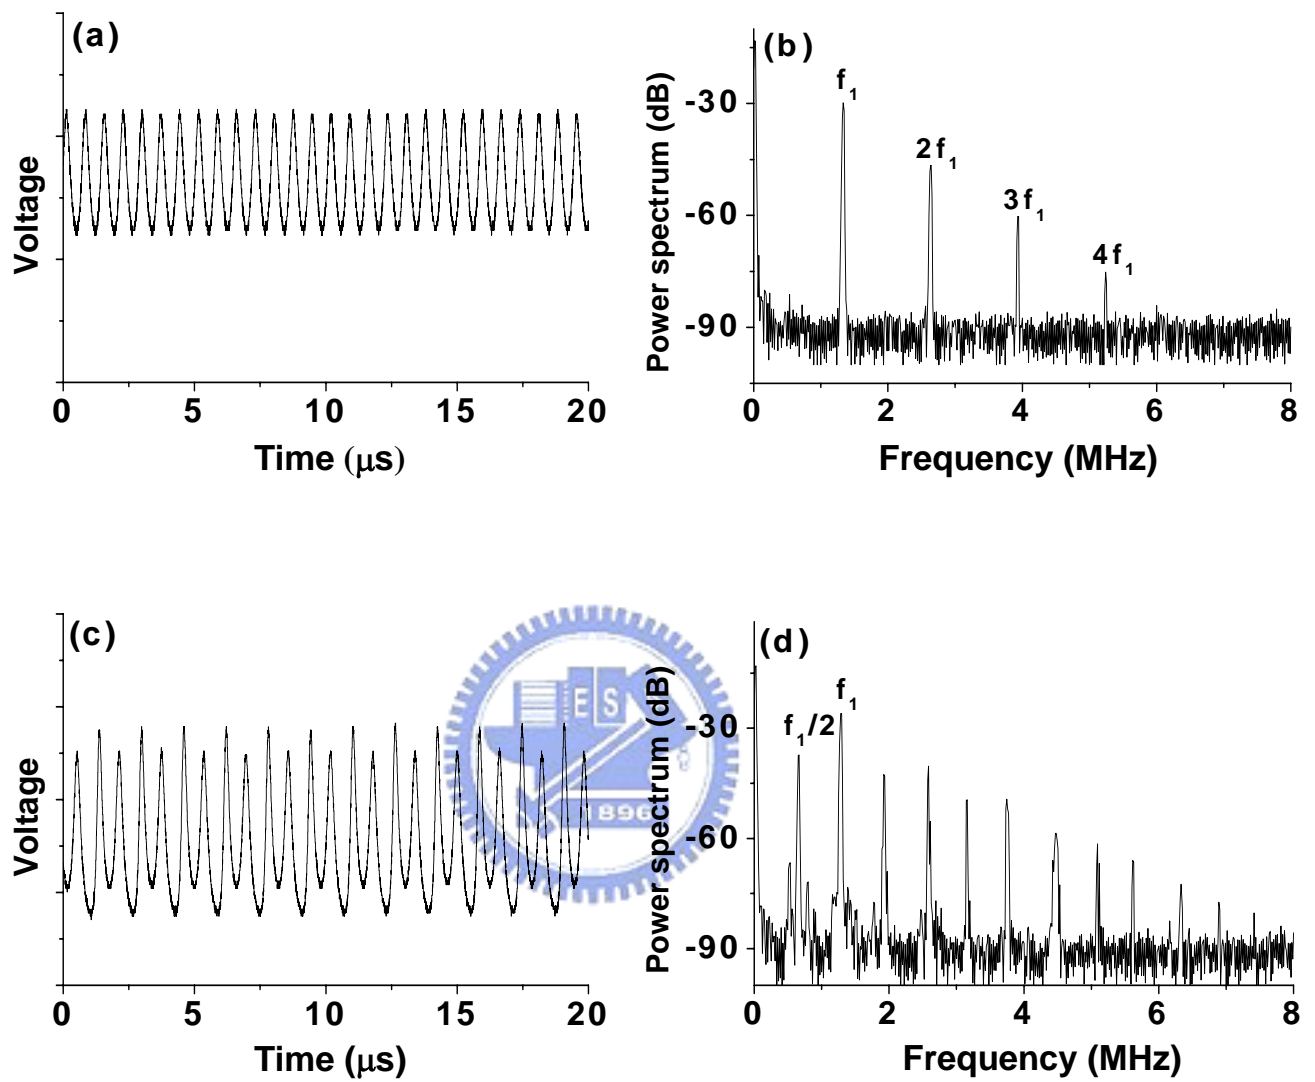 (a)
Voltage
0 5 10 15 20
Time (μs)
(b)
Power spectrum (dB)
-30
-60
-90
f₁
2f₁
3f₁
4f₁
0 2 4 6 8
Frequency (MHz)
(c)
Voltage
0 5 10 15 20
Time (μs)
E S
1896
(d)
Power spectrum (dB)
-30
-60
-90
f₁/2
f₁
0 2 4 6 8
Frequency (MHz)